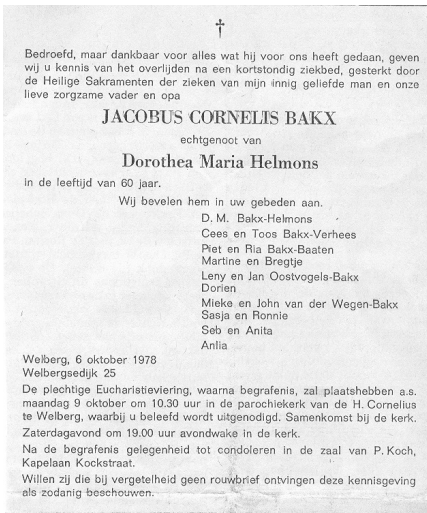 Bedroefd, maar dankbaar voor alles wat hij voor ons heeft gedaan, geven
wij u kennis van het overlijden na een kortstondig ziekbed, gesterkt door
de Heilige Sakramenten der zieken van mijn innig geliefde man en onze
lieve zorgzame vader en opa
JACOBUS CORNELIS BAKX
echtgenoot van
Dorothea Maria Helmons
in de leeftijd van 60 jaar.
Wij bevelen hem in uw gebeden aan.
D. M. Bakx-Helmons
Cees en Toos Bakx-Verhees
Piet en Ria Bakx-Baaten
Martine en Bregtje
Leny en Jan Oostvogels-Bakx
Dorien
Mieke en John van der Wegen-Bakx
Sasja en Ronnie
Seb en Anita
Anlia
Welberg, 6 oktober 1978
Welbergsedijk 25
De plechtige Eucharistieviering, waarna begrafenis, zal plaatshebben a.s.
maandag 9 oktober om 10.30 uur in de parochiekerk van de H. Cornelius
te Welberg, waarbij u beleefd wordt uitgenodigd. Samenkomst bij de kerk.
Zaterdagavond om 19.00 uur avondwake in de kerk.
Na de begrafenis gelegenheid tot condoleren in de zaal van P. Koch,
Kapelaan Kockstraat.
Willen zij die bij vergetelheid geen rouwbrief ontvingen deze kennisgeving
als zodanig beschouwen.